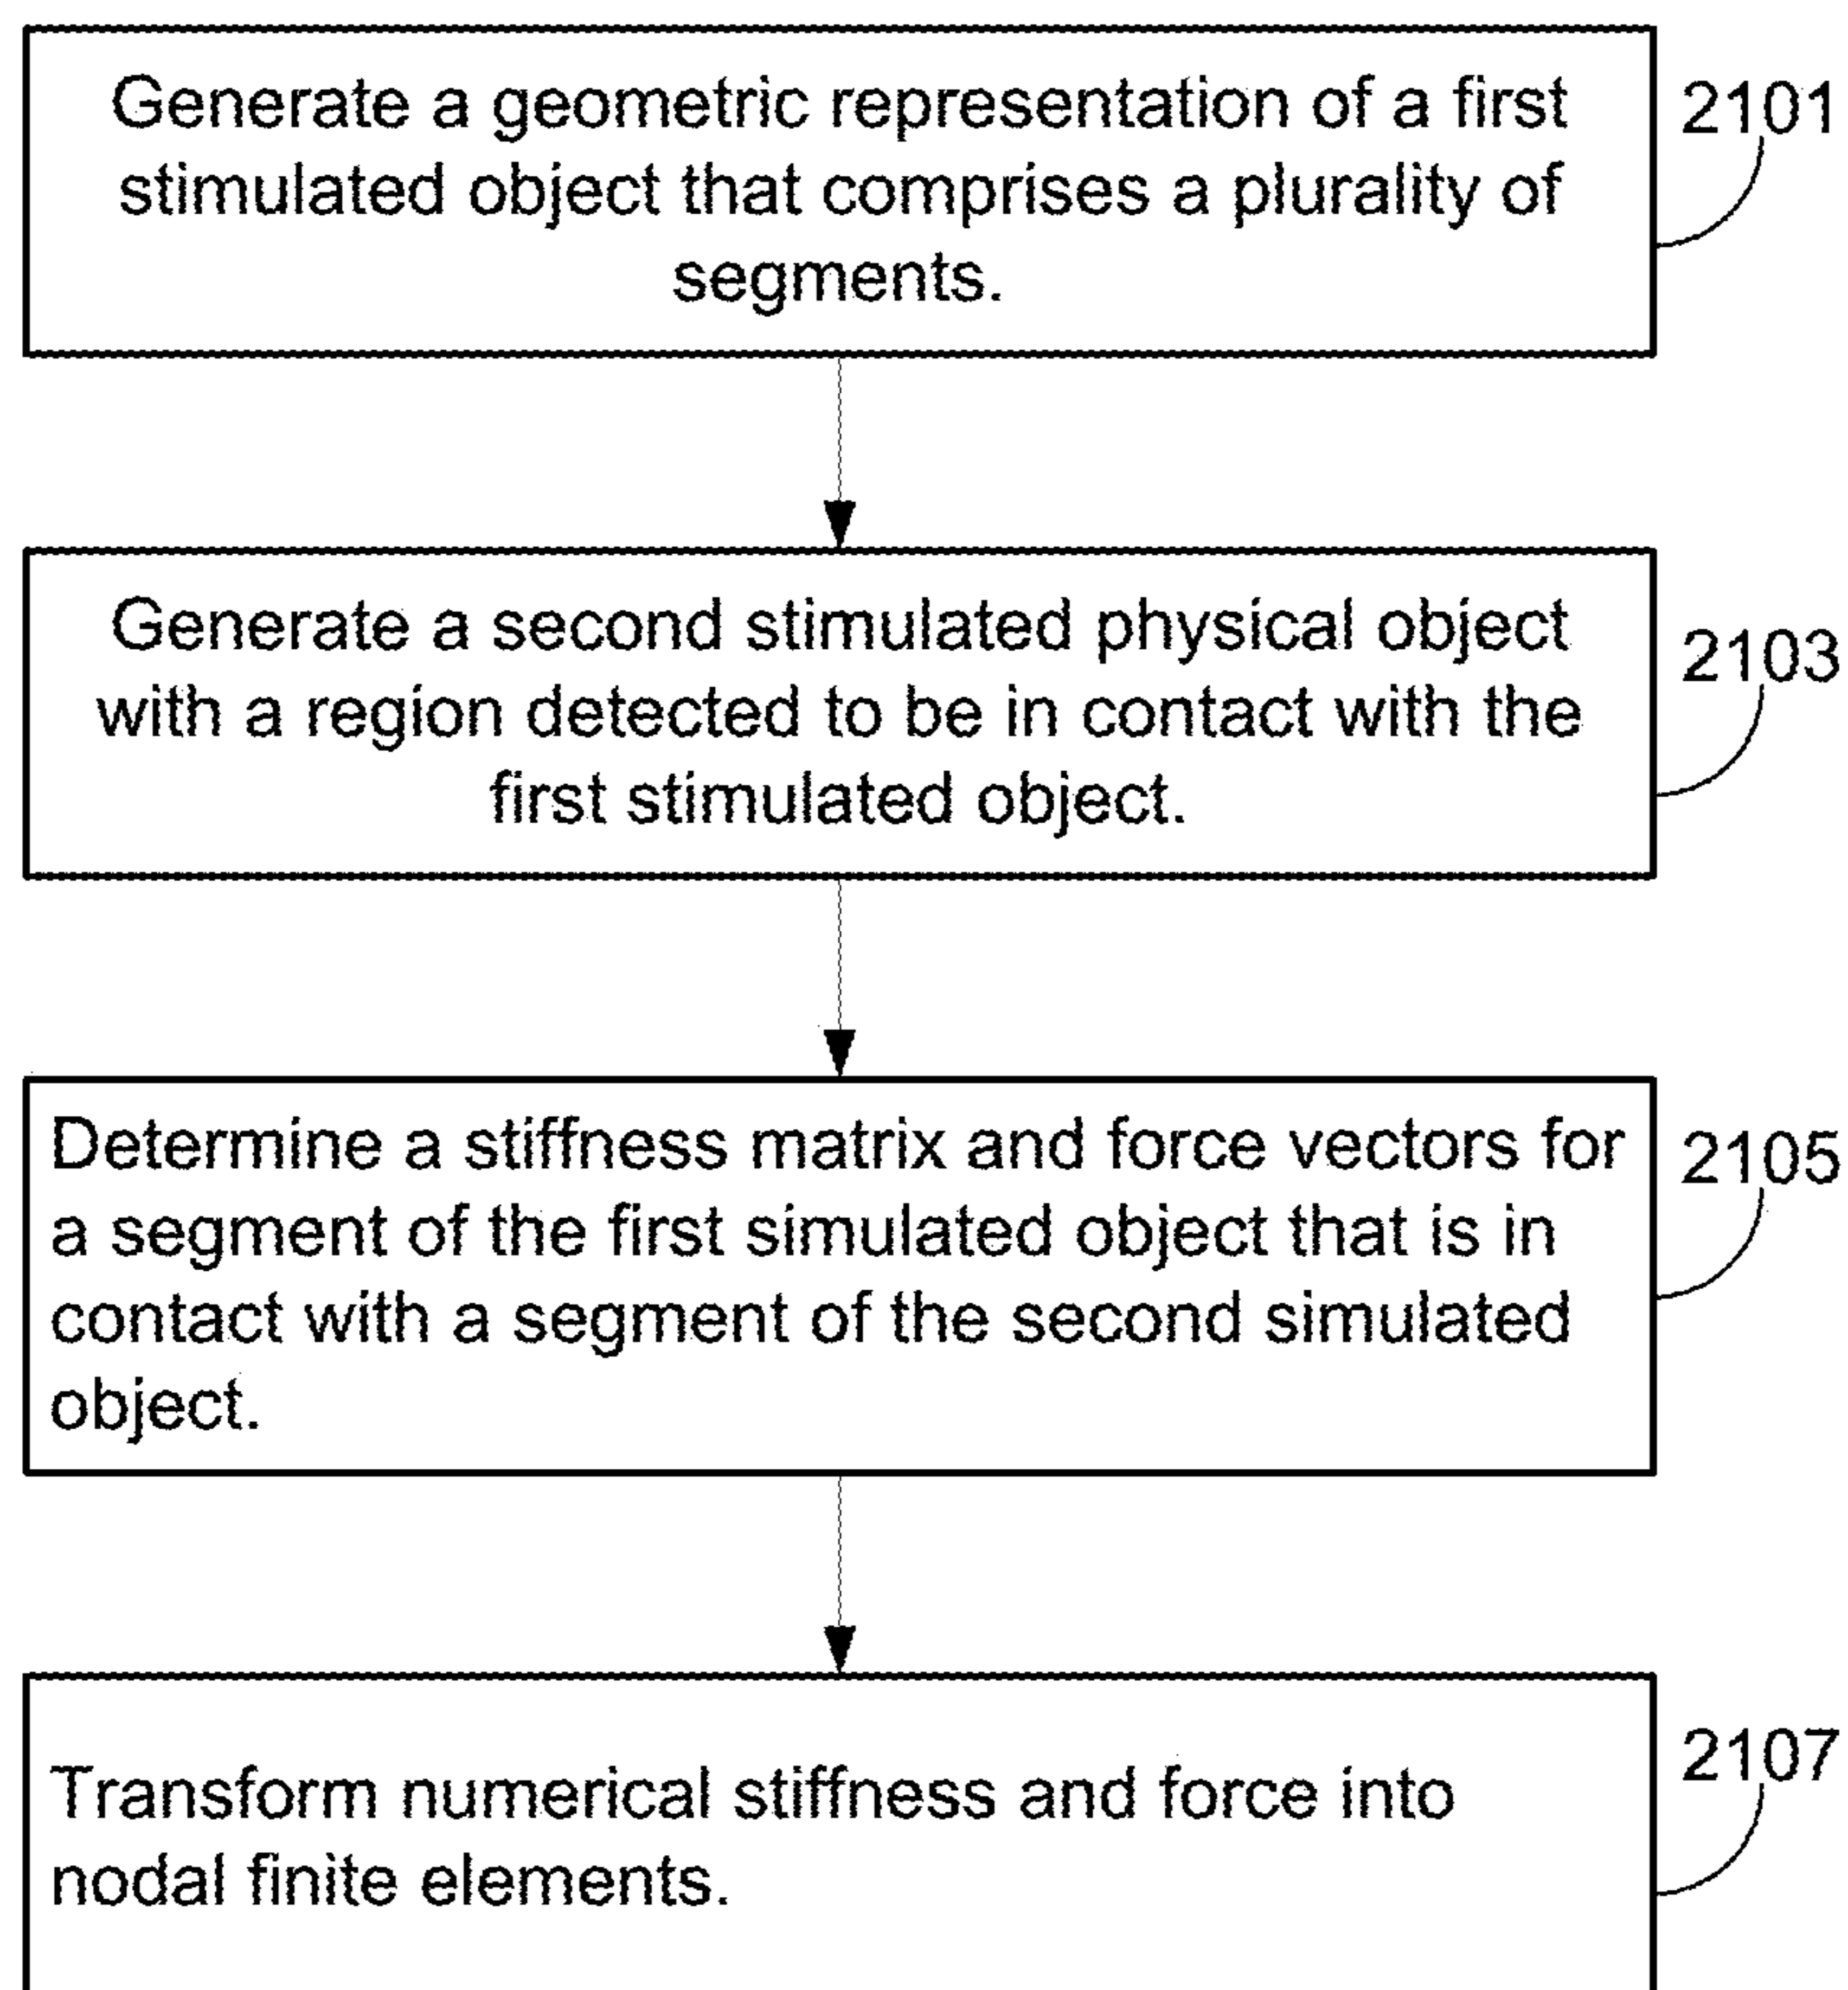 Generate a geometric representation of a first
stimulated object that comprises a plurality of
segments.
2101
Generate a second stimulated physical object
with a region detected to be in contact with the
first stimulated object.
2103
Determine a stiffness matrix and force vectors for
a segment of the first simulated object that is in
contact with a segment of the second simulated
object.
2105
Transform numerical stiffness and force into
nodal finite elements.
2107